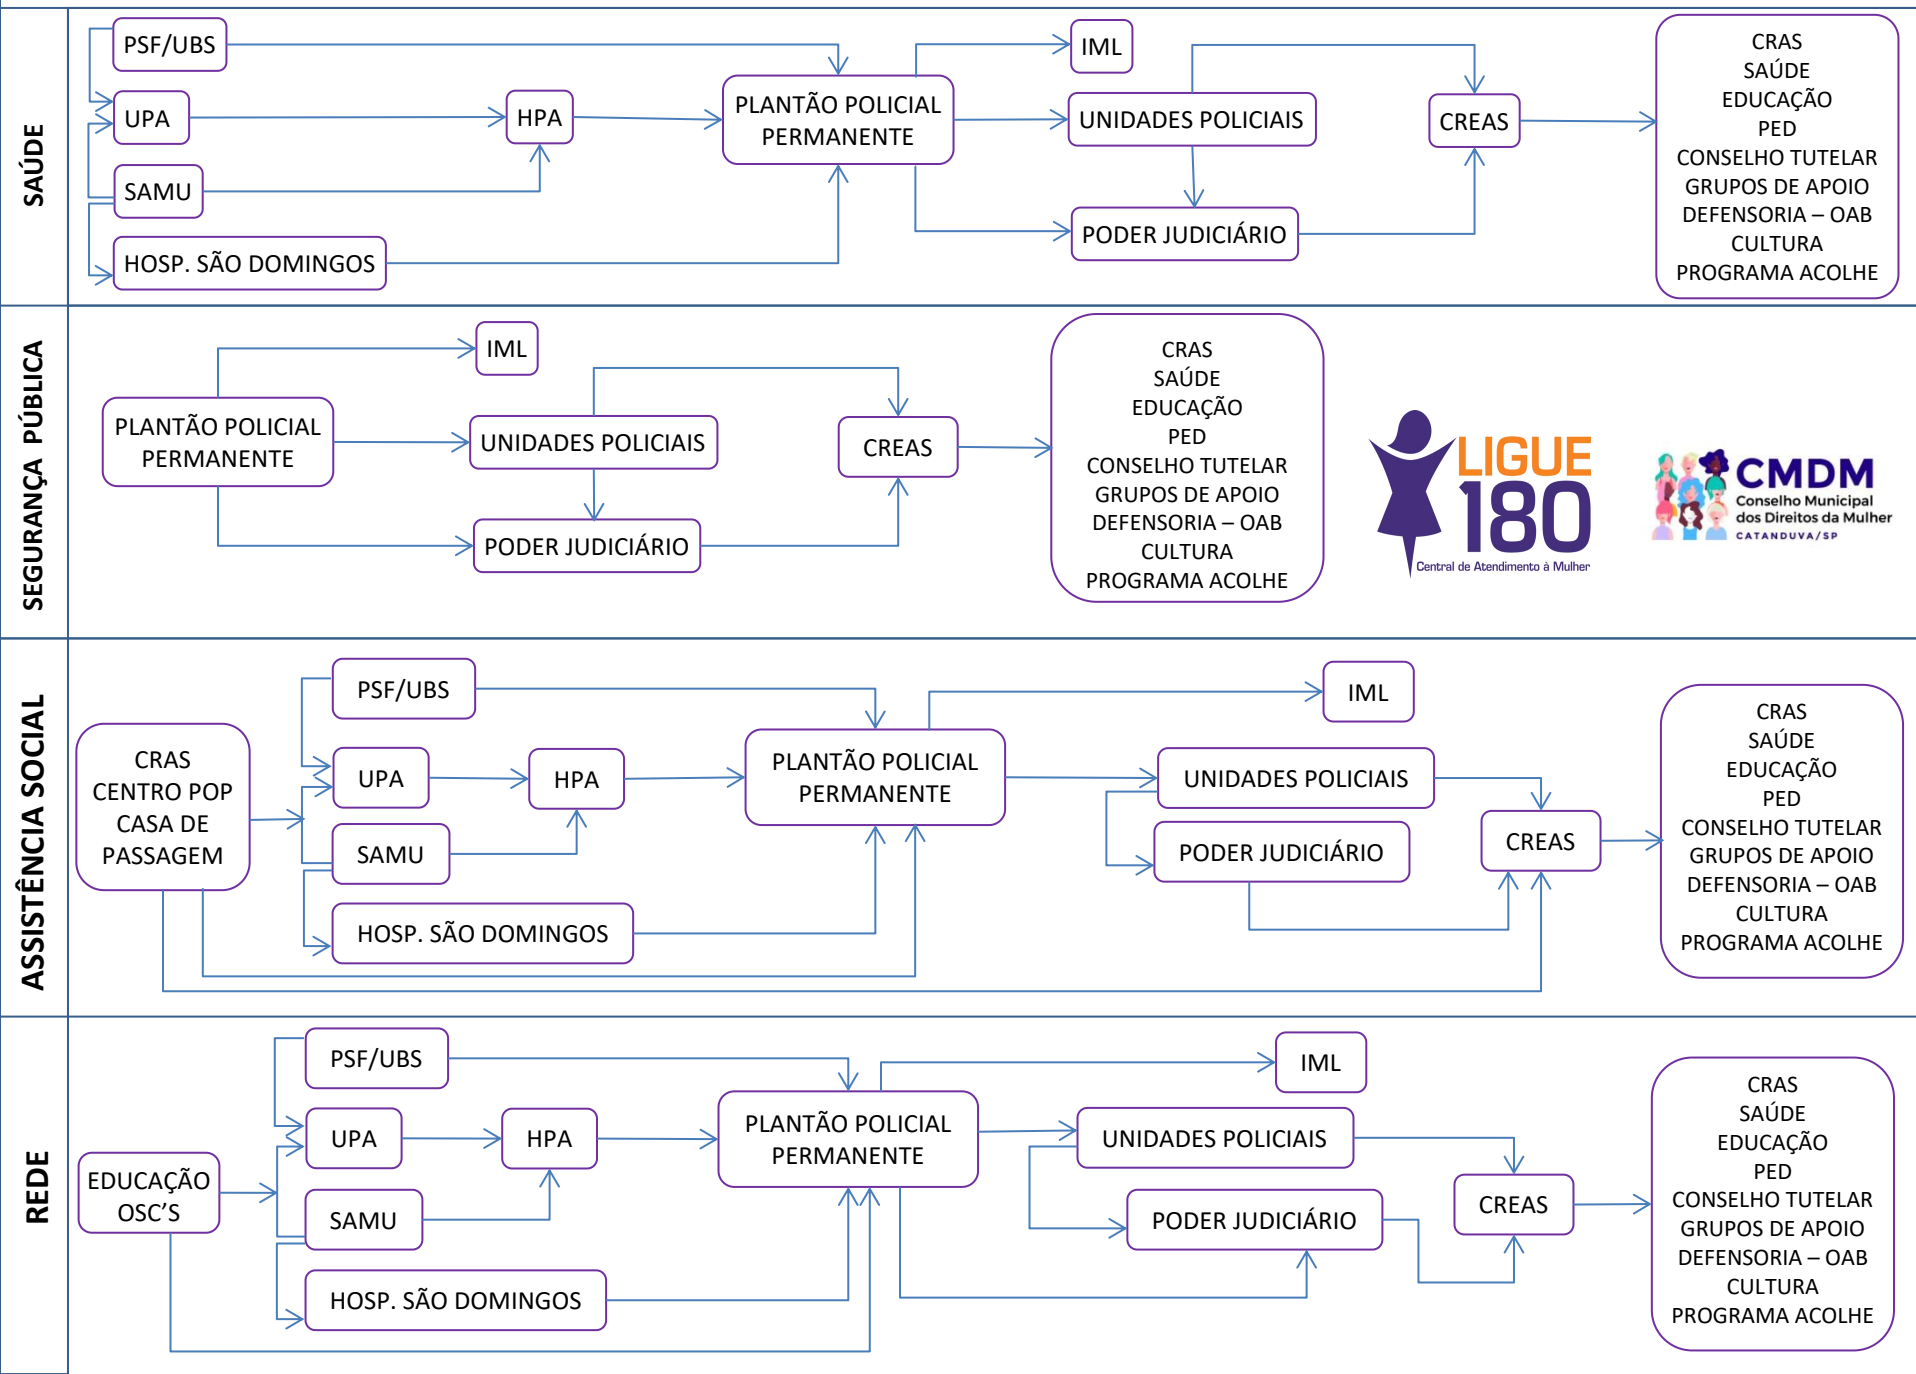 SAÚDE
PSF/UBS
UPA
SAMU
HOSP. SÃO DOMINGOS
HPA
PLANTÃO POLICIAL
PERMANENTE
IML
UNIDADES POLICIAIS
PODER JUDICIÁRIO
CREAS
CRAS
SAÚDE
EDUCAÇÃO
PED
CONSELHO TUTELAR
GRUPOS DE APOIO
DEFENSORIA – OAB
CULTURA
PROGRAMA ACOLHE
SEGURANÇA PÚBLICA
PLANTÃO POLICIAL
PERMANENTE
IML
UNIDADES POLICIAIS
PODER JUDICIÁRIO
CREAS
CRAS
SAÚDE
EDUCAÇÃO
PED
CONSELHO TUTELAR
GRUPOS DE APOIO
DEFENSORIA – OAB
CULTURA
PROGRAMA ACOLHE
LIGUE
180
Central de Atendimento à Mulher
CMDM
Conselho Municipal
dos Direitos da Mulher
CATANDUVA/SP
ASSISTÊNCIA SOCIAL
CRAS
CENTRO POP
CASA DE
PASSAGEM
PSF/UBS
UPA
SAMU
HOSP. SÃO DOMINGOS
HPA
PLANTÃO POLICIAL
PERMANENTE
IML
UNIDADES POLICIAIS
PODER JUDICIÁRIO
CREAS
CRAS
SAÚDE
EDUCAÇÃO
PED
CONSELHO TUTELAR
GRUPOS DE APOIO
DEFENSORIA – OAB
CULTURA
PROGRAMA ACOLHE
REDE
EDUCAÇÃO
OSC’S
PSF/UBS
UPA
SAMU
HOSP. SÃO DOMINGOS
HPA
PLANTÃO POLICIAL
PERMANENTE
IML
UNIDADES POLICIAIS
PODER JUDICIÁRIO
CREAS
CRAS
SAÚDE
EDUCAÇÃO
PED
CONSELHO TUTELAR
GRUPOS DE APOIO
DEFENSORIA – OAB
CULTURA
PROGRAMA ACOLHE